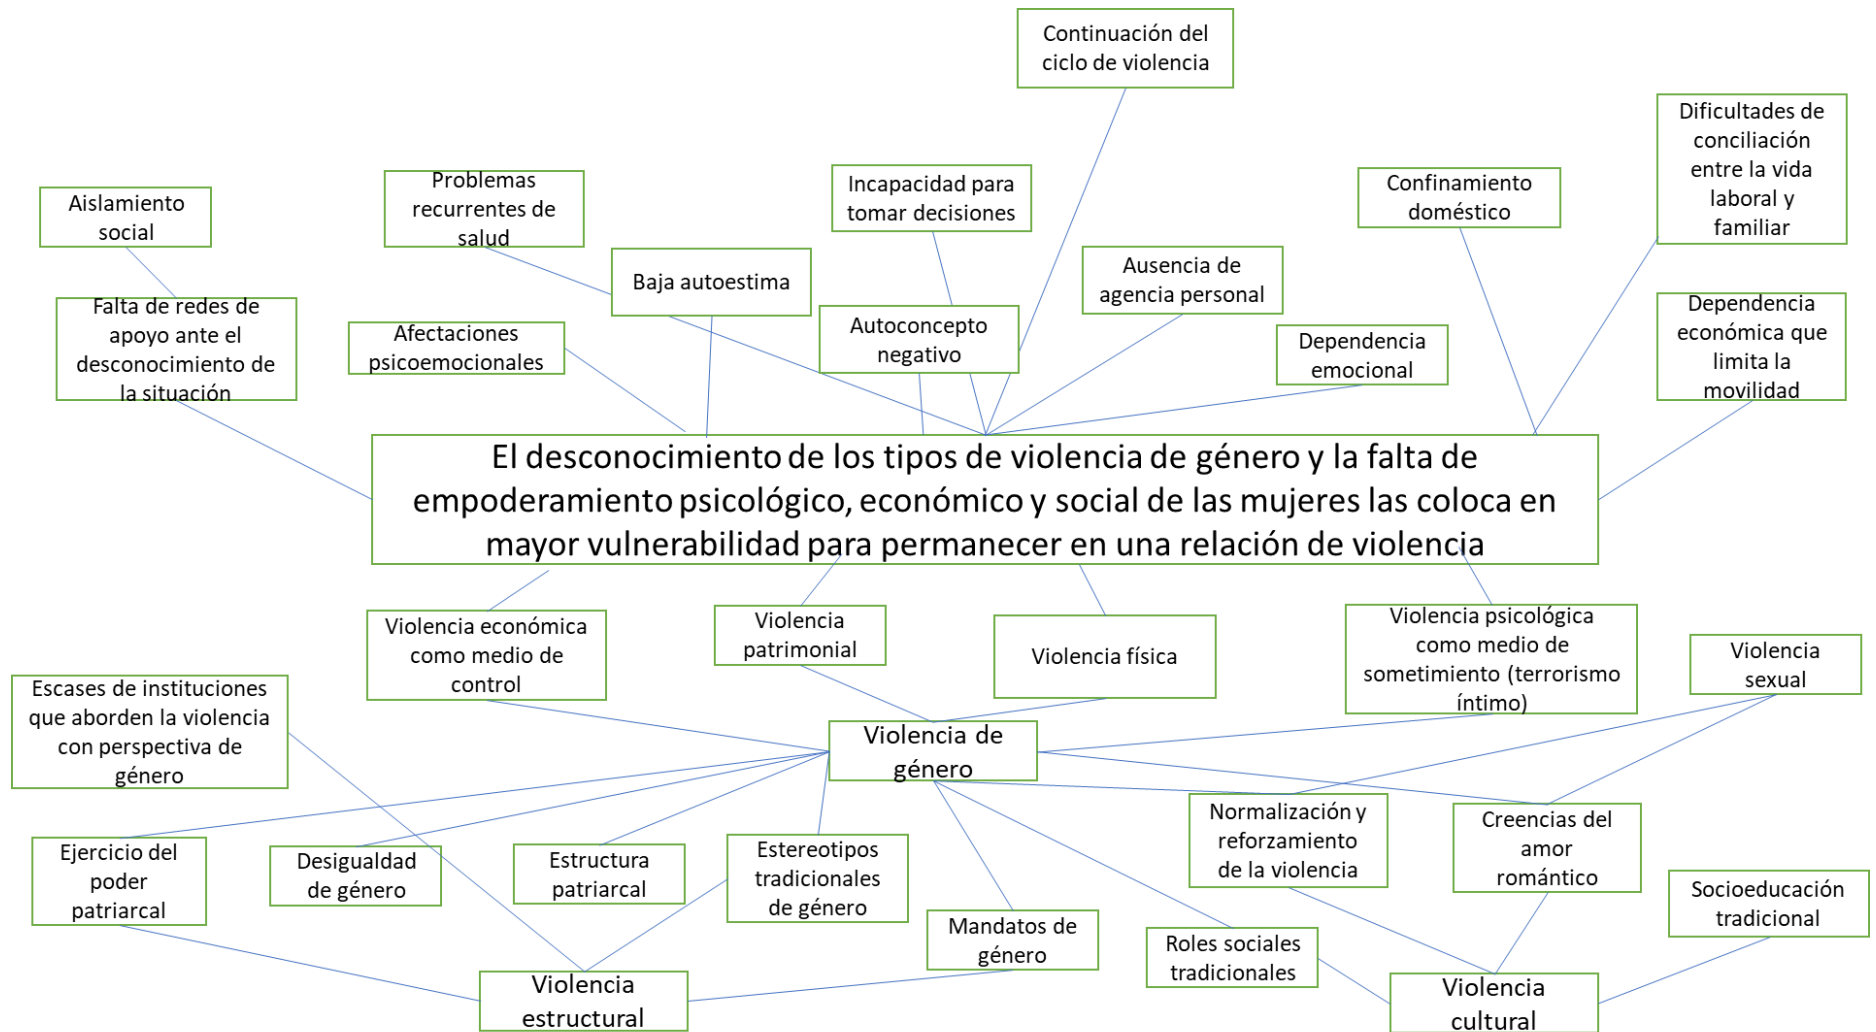 Continuación del
ciclo de violencia
Dificultades de
conciliación
entre la vida
laboral y
familiar
Aislamiento
social
Problemas
recurrentes de
salud
Incapacidad para
tomar decisiones
Confinamiento
doméstico
Baja autoestima
Ausencia de
agencia personal
Falta de redes de
apoyo ante el
desconocimiento de
la situación
Afectaciones
psicoemocionales
Autoconcepto
negativo
Dependencia
emocional
Dependencia
económica que
limita la
movilidad
El desconocimiento de los tipos de violencia de género y la falta de
empoderamiento psicológico, económico y social de las mujeres las coloca en
mayor vulnerabilidad para permanecer en una relación de violencia
Violencia económica
como medio de
control
Violencia
patrimonial
Violencia física
Violencia psicológica
como medio de
sometimiento (terrorismo
íntimo)
Violencia
sexual
Escases de instituciones
que aborden la violencia
con perspectiva de
género
Violencia de
género
Ejercicio del
poder
patriarcal
Desigualdad
de género
Estructura
patriarcal
Estereotipos
tradicionales
de género
Normalización y
reforzamiento
de la violencia
Creencias del
amor
romántico
Socioeducación
tradicional
Mandatos de
género
Roles sociales
tradicionales
Violencia
estructural
Violencia
cultural